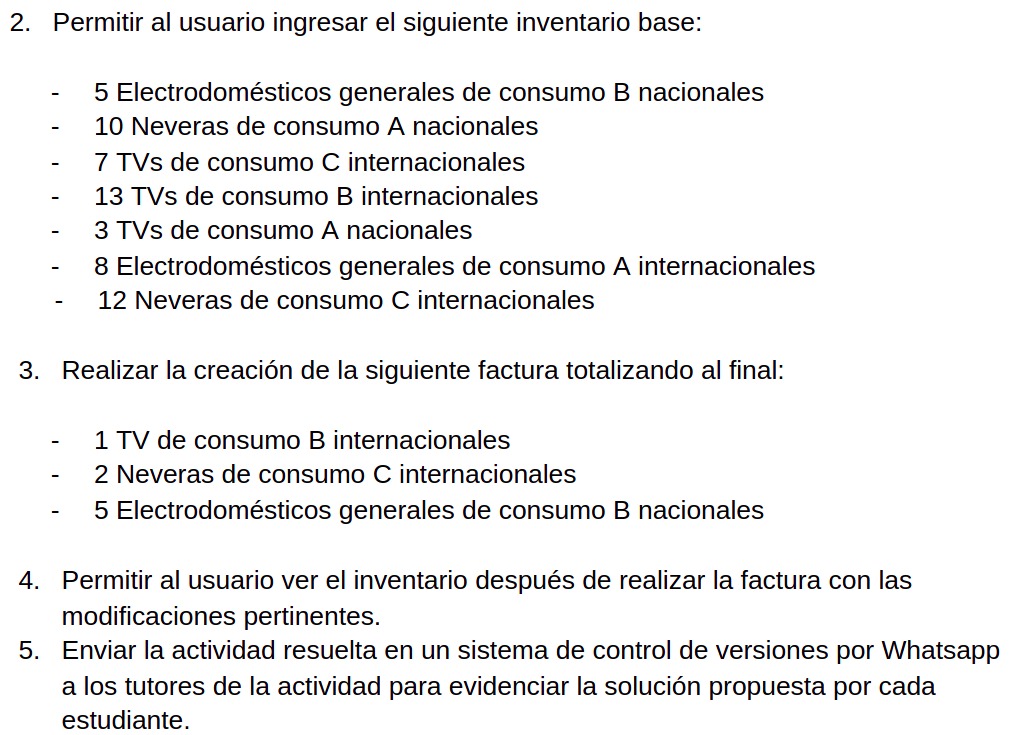 2. Permitir al usuario ingresar el siguiente inventario base:
- 5 Electrodomésticos generales de consumo B nacionales
- 10 Neveras de consumo A nacionales
- 7 TVs de consumo C internacionales
- 13 TVs de consumo B internacionales
- 3 TVs de consumo A nacionales
- 8 Electrodomésticos generales de consumo A internacionales
- 12 Neveras de consumo C internacionales
3. Realizar la creación de la siguiente factura totalizando al final:
- 1 TV de consumo B internacionales
- 2 Neveras de consumo C internacionales
- 5 Electrodomésticos generales de consumo B nacionales
4. Permitir al usuario ver el inventario después de realizar la factura con las
modificaciones pertinentes.
5. Enviar la actividad resuelta en un sistema de control de versiones por Whatsapp
a los tutores de la actividad para evidenciar la solución propuesta por cada
estudiante.